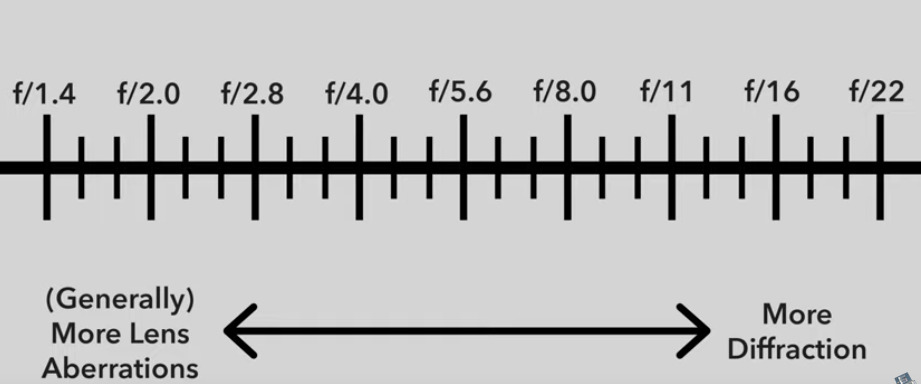 f/1.4 f/2.0 f/2.8 f/4.0 f/5.6 f/8.0 f/11 f/16 f/22
(Generally)
More Lens
Aberrations
More
Diffraction